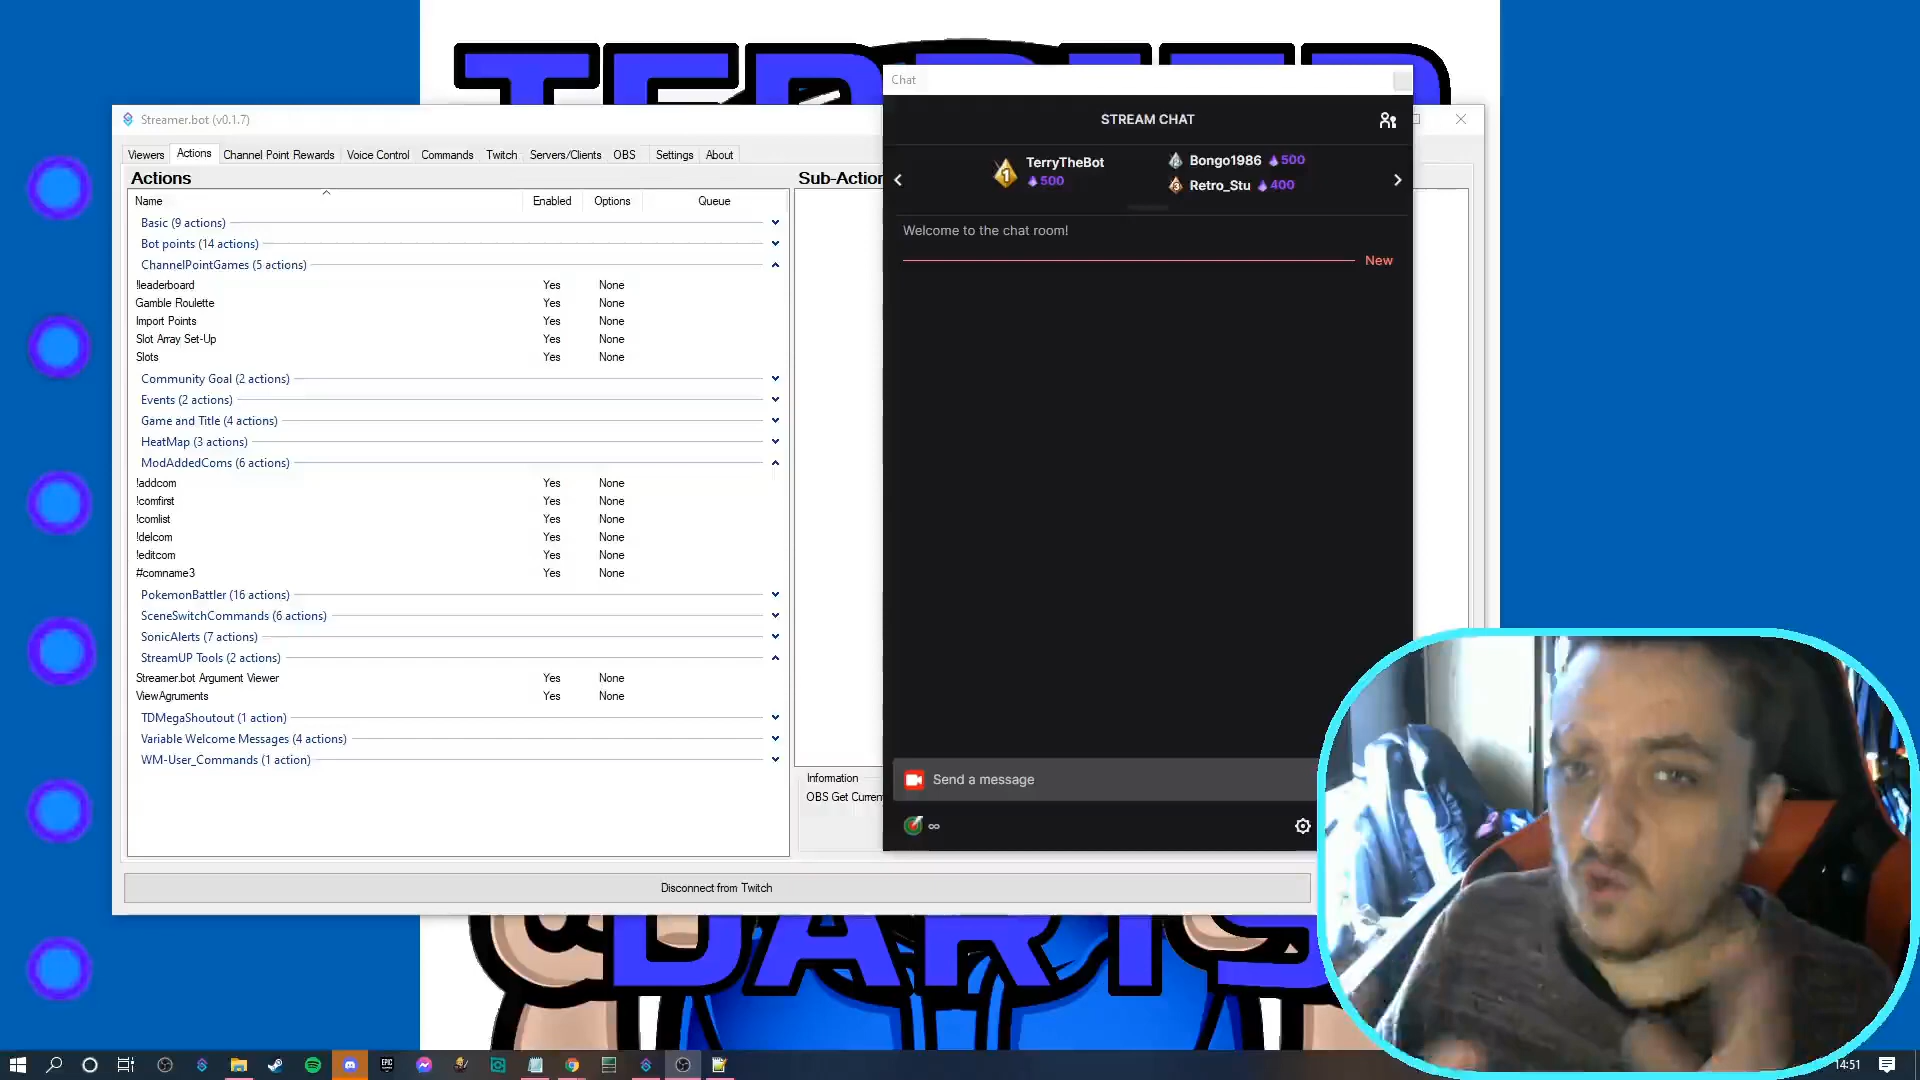 Streamer.bot (v0.1.7)
Viewers
Actions
Channel Point Rewards
Voice Control
Commands
Twitch
Servers/Clients
OBS
Settings
About
Actions
Name
Enabled
Options
Queue
Basic (9 actions)
Bot points (14 actions)
ChannelPointGames (5 actions)
!leaderboard Yes None
Gamble Roulette Yes None
Import Points Yes None
Slot Array Set-Up Yes None
Slots Yes None
Community Goal (2 actions)
Events (2 actions)
Game and Title (4 actions)
HeatMap (3 actions)
ModAddedComs (6 actions)
!addcom Yes None
!comfirst Yes None
!comlist Yes None
!delcom Yes None
!editcom Yes None
#comname3 Yes None
PokemonBattler (16 actions)
SceneSwitchCommands (6 actions)
SonicAlerts (7 actions)
StreamUP Tools (2 actions)
Streamer.bot Argument Viewer Yes None
ViewAgruments Yes None
TDMegaShoutout (1 action)
Variable Welcome Messages (4 actions)
WM-User_Commands (1 action)
Sub-Action
Information
OBS Get Curren
Disconnect from Twitch
Chat
STREAM CHAT
1 TerryTheBot
500
2 Bongo1986 500
3 Retro_Stu 400
Welcome to the chat room!
New
Send a message
∞
DARTS
EPIC
14:51